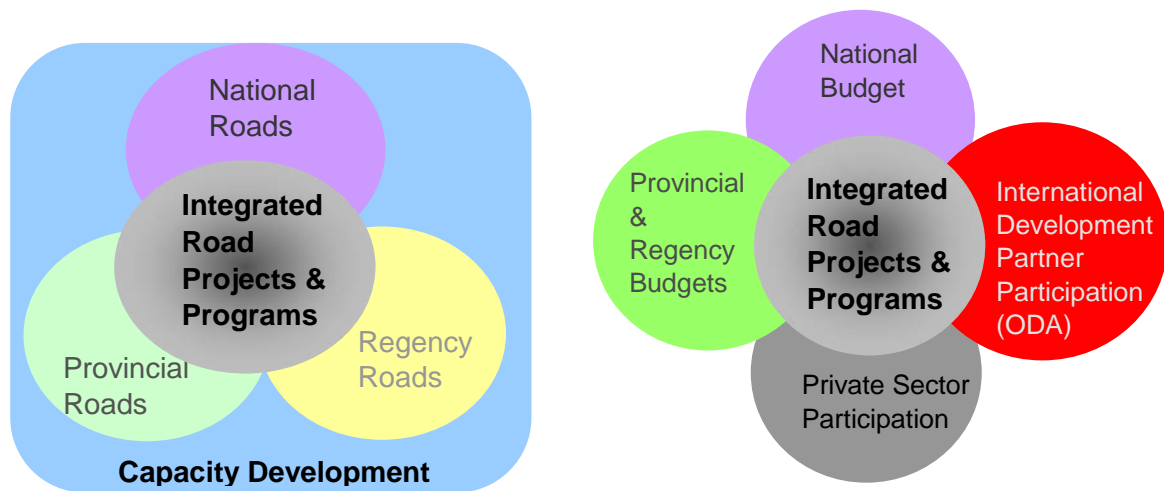 National
Roads
Integrated
Road
Projects &
Programs
Provincial
Roads
Regency
Roads
Capacity Development
National
Budget
Provincial
&
Regency
Budgets
Integrated
Road
Projects &
Programs
International
Development
Partner
Participation
(ODA)
Private Sector
Participation